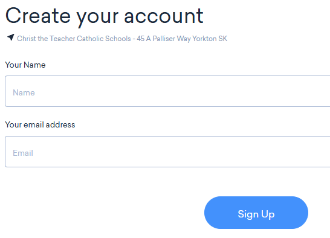 Create your account
Christ the Teacher Catholic Schools - 45 A Palliser Way Yorkton SK
Your Name
Name
Your email address
Email
Sign Up